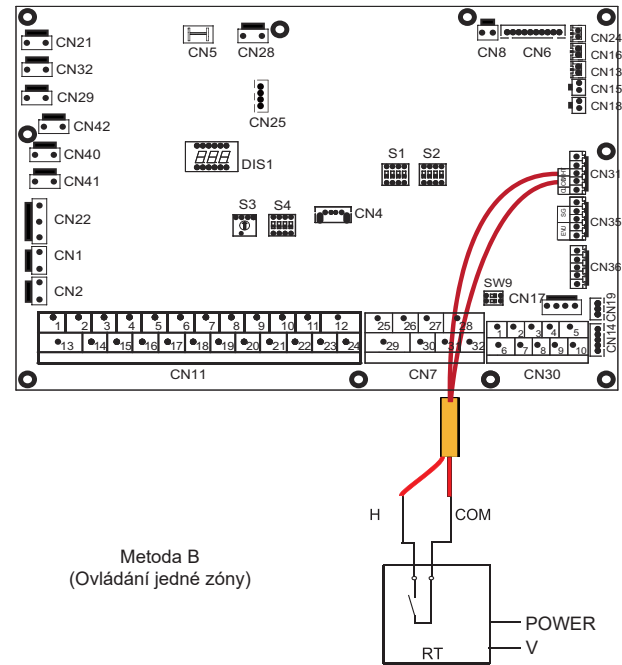 CN21
CN5
CN28
CN8
CN6
CN24
CN16
CN13
CN15
CN18
CN32
CN29
CN42
CN25
CN40
DIS1
S1
S2
CN41
CN31
CN22
S3
S4
CN4
SG
EVU
CN35
CN1
CN36
CN2
SW9
CN17
CN19
1 2 3 4 5 6 7 8 9 10 11 12
25 26 27 28
1 2 3 4 5
13 14 15 16 17 18 19 20 21 22 23 24
29 30 31 32
6 7 8 9 10
CN14
CN11
CN7
CN30
H
COM
Metoda B
(Ovládání jedné zóny)
POWER
V
RT